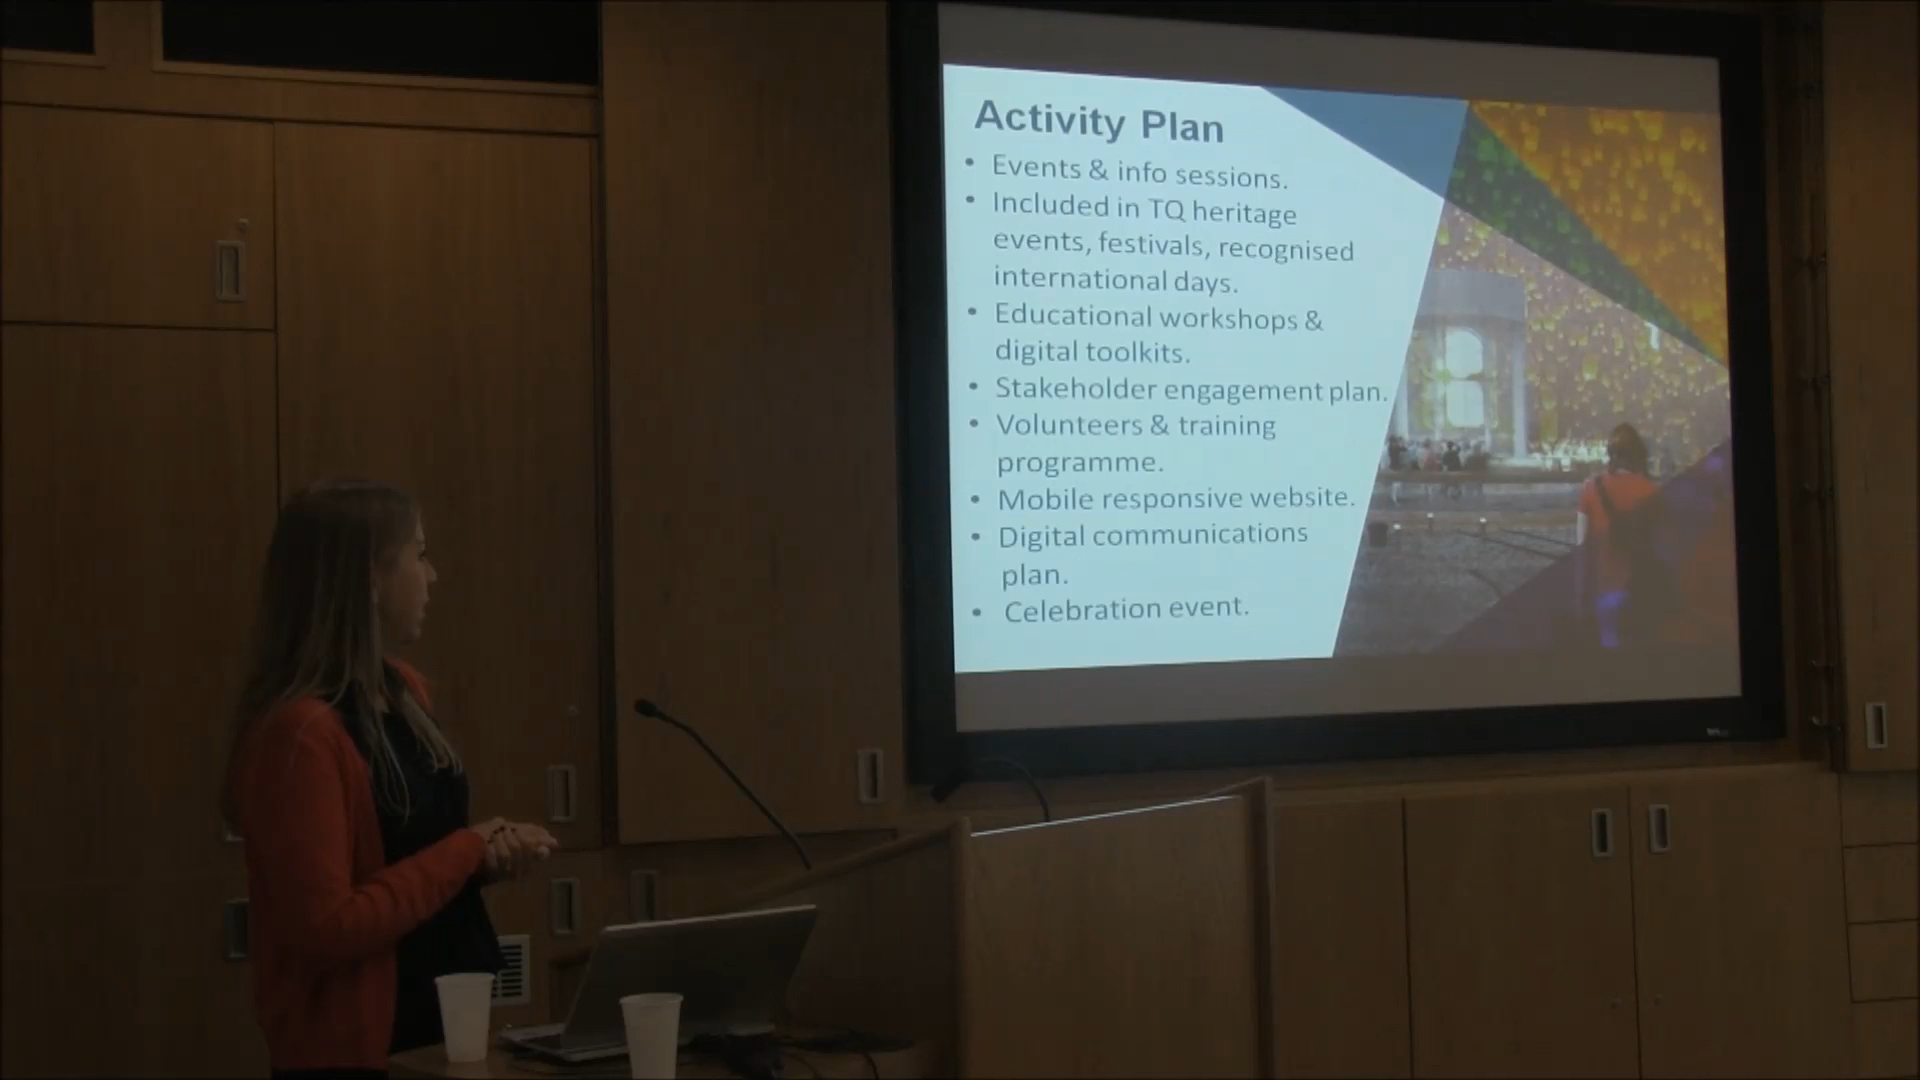 Activity Plan
• Events & info sessions.
• Included in TQ heritage
events, festivals, recognised
international days.
• Educational workshops &
digital toolkits.
• Stakeholder engagement plan.
• Volunteers & training
programme.
• Mobile responsive website.
• Digital communications
plan.
• Celebration event.